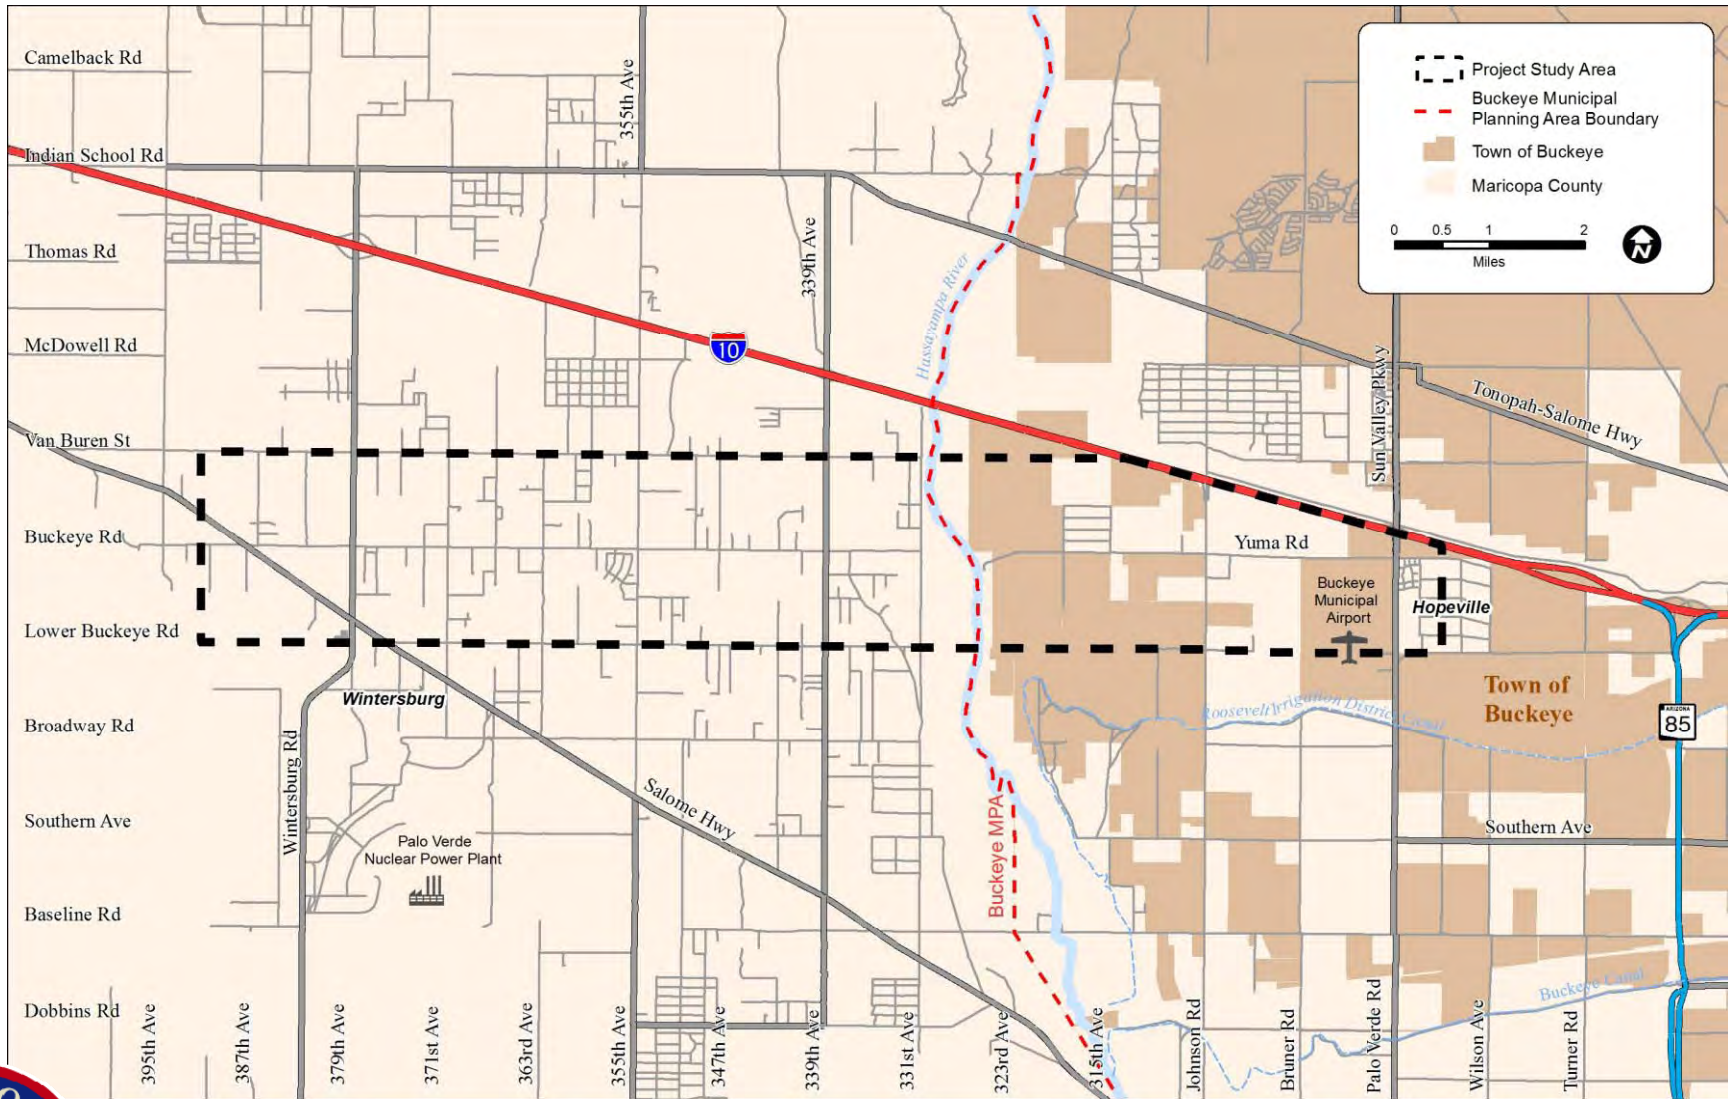 Camelback Rd
Indian School Rd
Thomas Rd
McDowell Rd
Van Buren St
Buckeye Rd
Lower Buckeye Rd
Broadway Rd
Southern Ave
Baseline Rd
Dobbins Rd
355th Ave
339th Ave
10
Hassayampa River
Project Study Area
Buckeye Municipal
Planning Area Boundary
Town of Buckeye
Maricopa County
0 0.5 1 2
Miles
N
Sun Valley Pkwy
Tonopah-Salome Hwy
Yuma Rd
Buckeye
Municipal
Airport
Hopeville
Wintersburg
Town of
Buckeye
Roosevelt Irrigation District Canal
ARIZONA
85
Wintersburg Rd
Salome Hwy
Palo Verde
Nuclear Power Plant
Buckeye MPA
Southern Ave
Buckeye Canal
395th Ave
387th Ave
379th Ave
371st Ave
363rd Ave
355th Ave
347th Ave
339th Ave
331st Ave
323rd Ave
315th Ave
Johnson Rd
Bruner Rd
Palo Verde Rd
Wilson Ave
Turner Rd